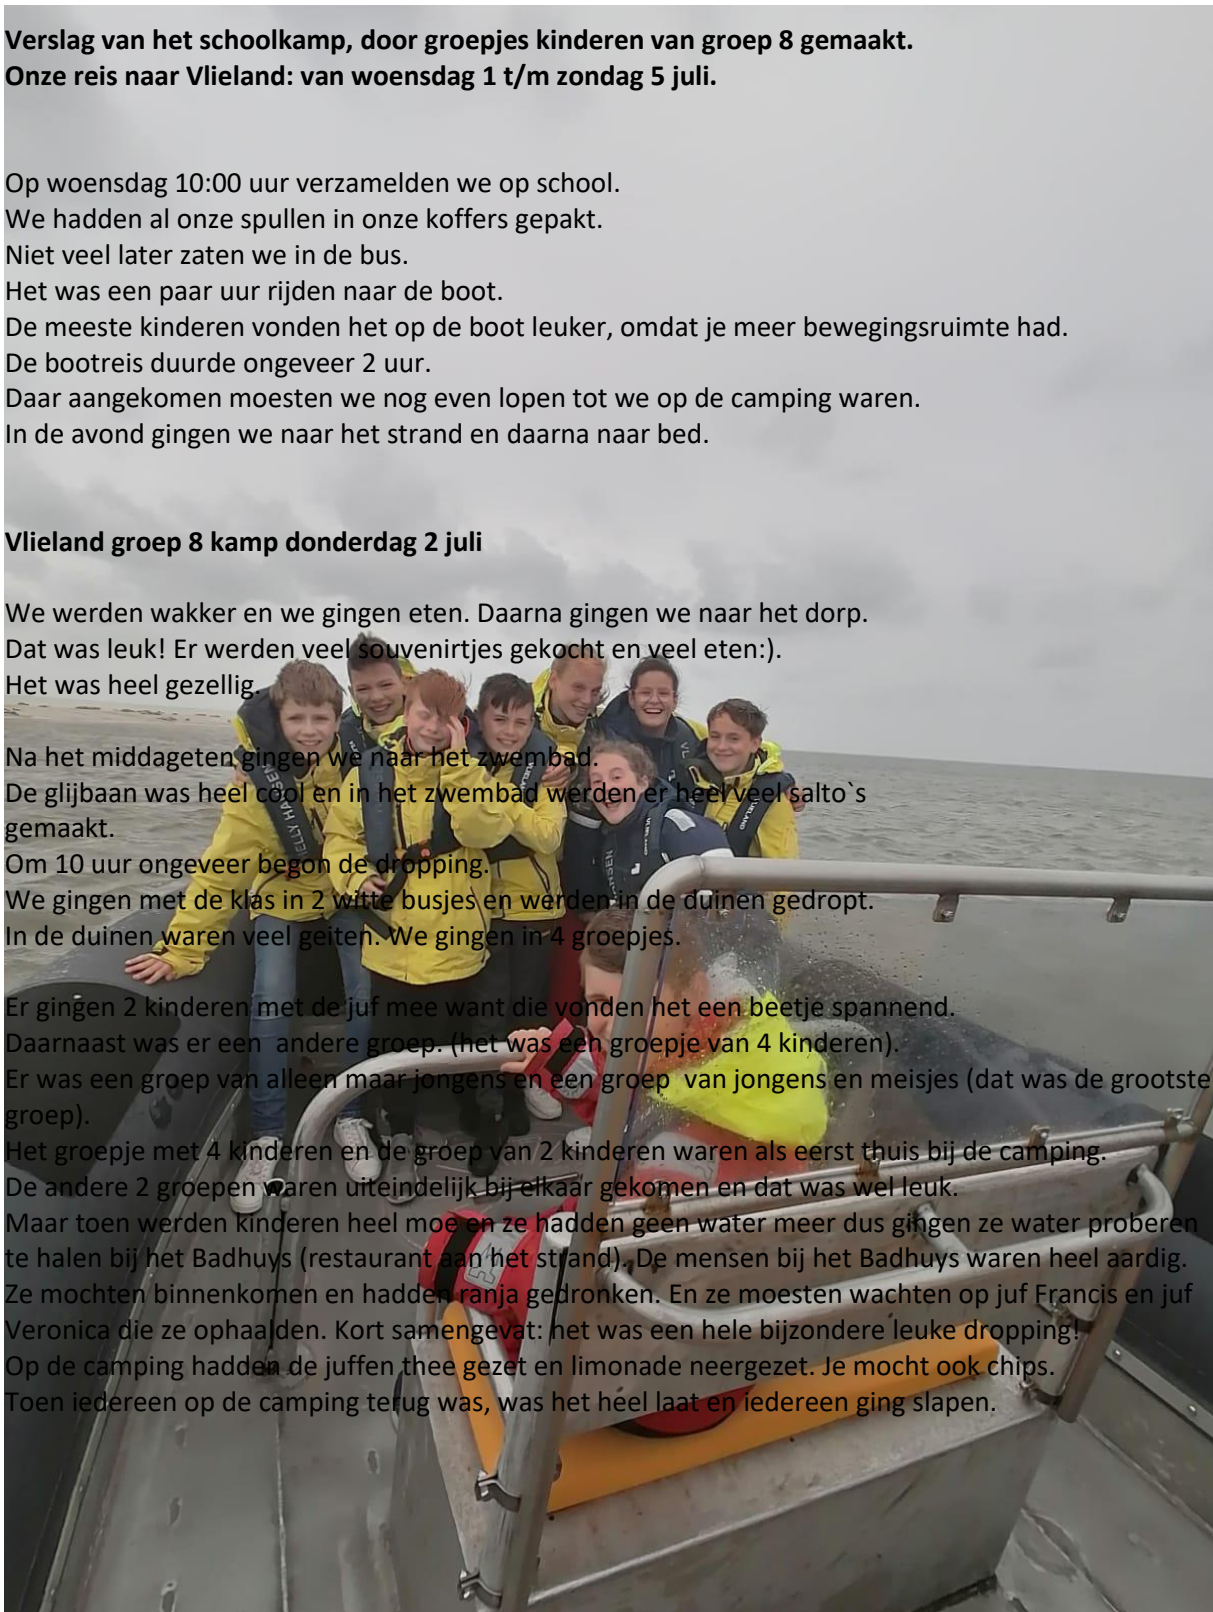 Verslag van het schoolkamp, door groepjes kinderen van groep 8 gemaakt.
Onze reis naar Vlieland: van woensdag 1 t/m zondag 5 juli.
Op woensdag 10:00 uur verzamelden we op school.
We hadden al onze spullen in onze koffers gepakt.
Niet veel later zaten we in de bus.
Het was een paar uur rijden naar de boot.
De meeste kinderen vonden het op de boot leuker, omdat je meer bewegingsruimte had.
De bootreis duurde ongeveer 2 uur.
Daar aangekomen moesten we nog even lopen tot we op de camping waren.
In de avond gingen we naar het strand en daarna naar bed.
Vlieland groep 8 kamp donderdag 2 juli
We werden wakker en we gingen eten. Daarna gingen we naar het dorp.
Dat was leuk! Er werden veel souvenirtjes gekocht en veel eten:).
Het was heel gezellig.
Na het middageten gingen we naar het zwembad.
De glijbaan was heel cool en in het zwembad werden er heel veel salto`s
gemaakt.
Om 10 uur ongeveer begon de dropping.
We gingen met de klas in 2 witte busjes en werden in de duinen gedropt.
In de duinen waren veel geiten. We gingen in 4 groepjes.
Er gingen 2 kinderen met de juf mee want die vonden het een beetje spannend.
Daarnaast was er een  andere groep. (het was een groepje van 4 kinderen).
Er was een groep van alleen maar jongens en een groep  van jongens en meisjes (dat was de grootste
groep).
Het groepje met 4 kinderen en de groep van 2 kinderen waren als eerst thuis bij de camping.
De andere 2 groepen waren uiteindelijk bij elkaar gekomen en dat was wel leuk.
Maar toen werden kinderen heel moe en ze hadden geen water meer dus gingen ze water proberen
te halen bij het Badhuys (restaurant aan het strand). De mensen bij het Badhuys waren heel aardig.
Ze mochten binnenkomen en hadden ranja gedronken. En ze moesten wachten op juf Francis en juf
Veronica die ze ophaalden. Kort samengevat: het was een hele bijzondere leuke dropping!
Op de camping hadden de juffen thee gezet en limonade neergezet. Je mocht ook chips.
Toen iedereen op de camping terug was, was het heel laat en iedereen ging slapen.